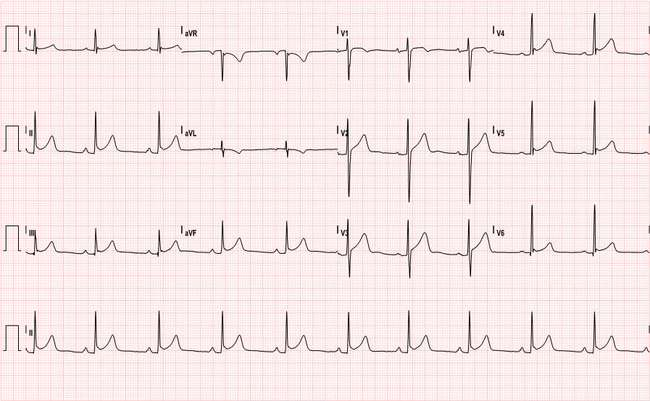 I aVR V1 V4
II aVL V2 V5
III aVF V3 V6
II